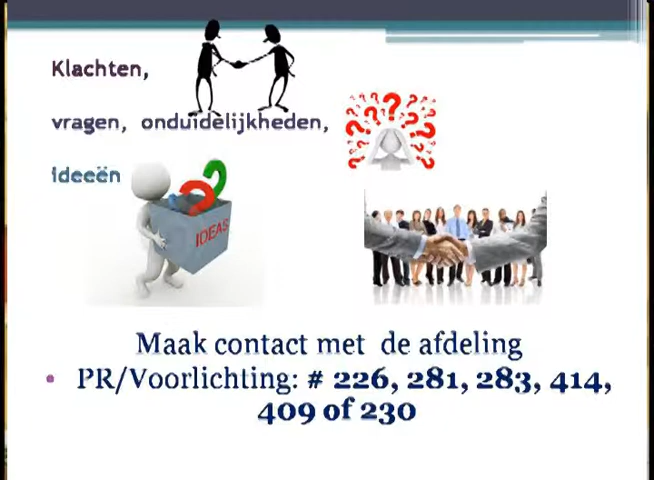 Klachten,
vragen, onduidelijkheden,
ideeën
IDEAS
Maak contact met de afdeling
• PR/Voorlichting: # 226, 281, 283, 414,
409 of 230